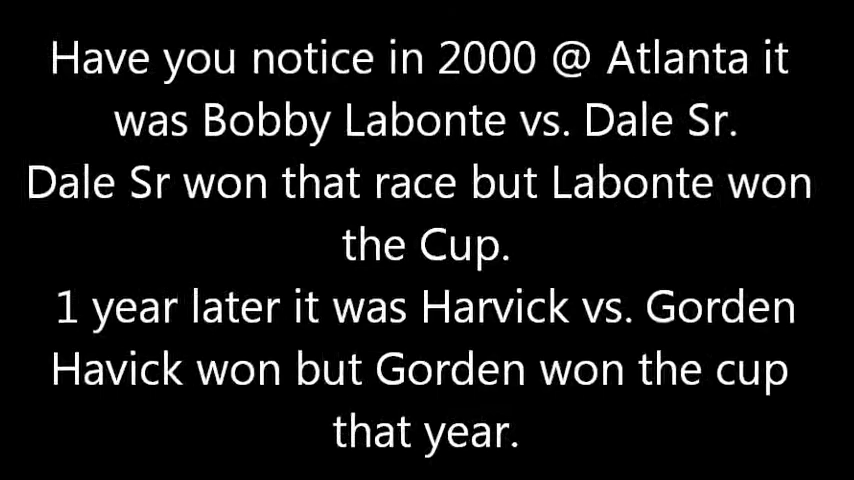 Have you notice in 2000 @ Atlanta it
was Bobby Labonte vs. Dale Sr.
Dale Sr won that race but Labonte won
the Cup.
1 year later it was Harvick vs. Gorden
Havick won but Gorden won the cup
that year.